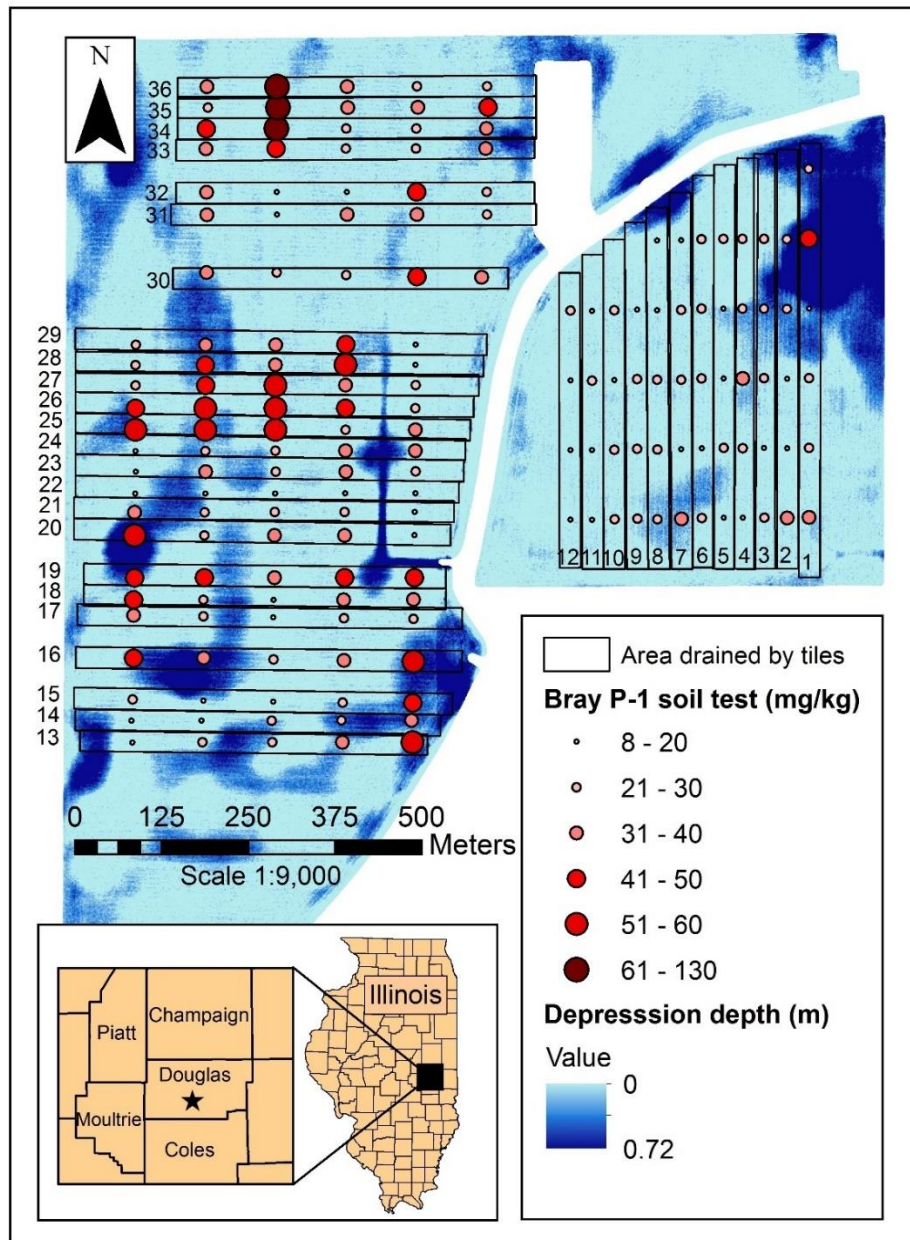 N
36
35
34
33
32
31
30
29
28
27
26
25
24
23
22
21
20
19
18
17
16
15
14
13
12 11 10 9 8 7 6 5 4 3 2 1
0 125 250 375 500
Meters
Scale 1:9,000
Area drained by tiles
Bray P-1 soil test (mg/kg)
8 - 20
21 - 30
31 - 40
41 - 50
51 - 60
61 - 130
Depresssion depth (m)
Value
0
0.72
Illinois
Piatt
Champaign
Douglas
Moultrie
Coles